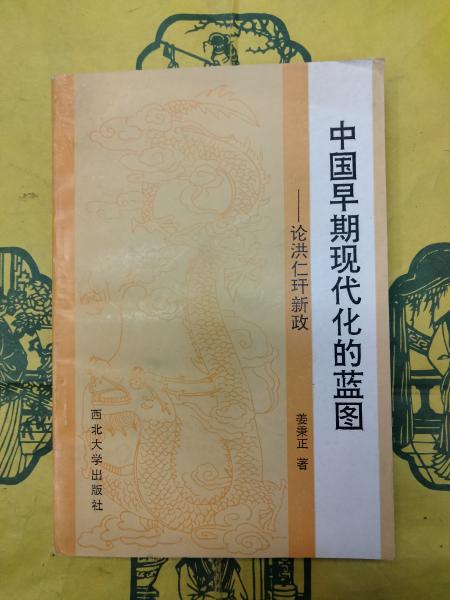 中国早期现代化的蓝图
——论洪仁玕新政
姜秉正 著
西北大学出版社